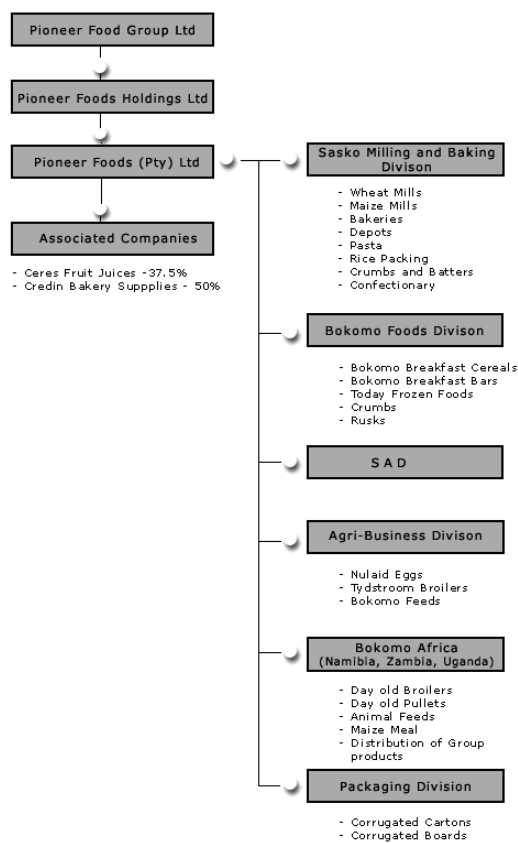 Pioneer Food Group Ltd
Pioneer Foods Holdings Ltd
Pioneer Foods (Pty) Ltd
Associated Companies
- Ceres Fruit Juices -37.5%
- Credin Bakery Suppplies - 50%
Sasko Milling and Baking
Divison
- Wheat Mills
- Maize Mills
- Bakeries
- Depots
- Pasta
- Rice Packing
- Crumbs and Batters
- Confectionary
Bokomo Foods Divison
- Bokomo Breakfast Cereals
- Bokomo Breakfast Bars
- Today Frozen Foods
- Crumbs
- Rusks
S A D
Agri-Business Divison
- Nulaid Eggs
- Tydstroom Broilers
- Bokomo Feeds
Bokomo Africa
(Namibia, Zambia, Uganda)
- Day old Broilers
- Day old Pullets
- Animal Feeds
- Maize Meal
- Distribution of Group
products
Packaging Division
- Corrugated Cartons
- Corrugated Boards